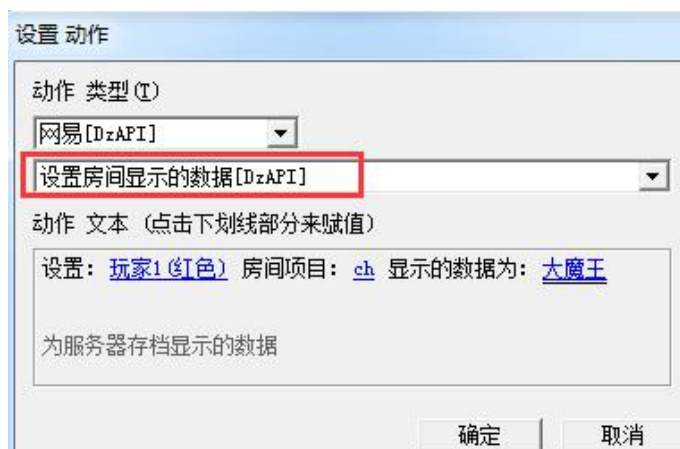 设置 动作
动作 类型(T)
网易[DzAPI]
设置房间显示的数据[DzAPI]
动作 文本 (点击下划线部分来赋值)
设置: 玩家1(红色) 房间项目: ch 显示的数据为: 大魔王
为服务器存档显示的数据
确定 取消